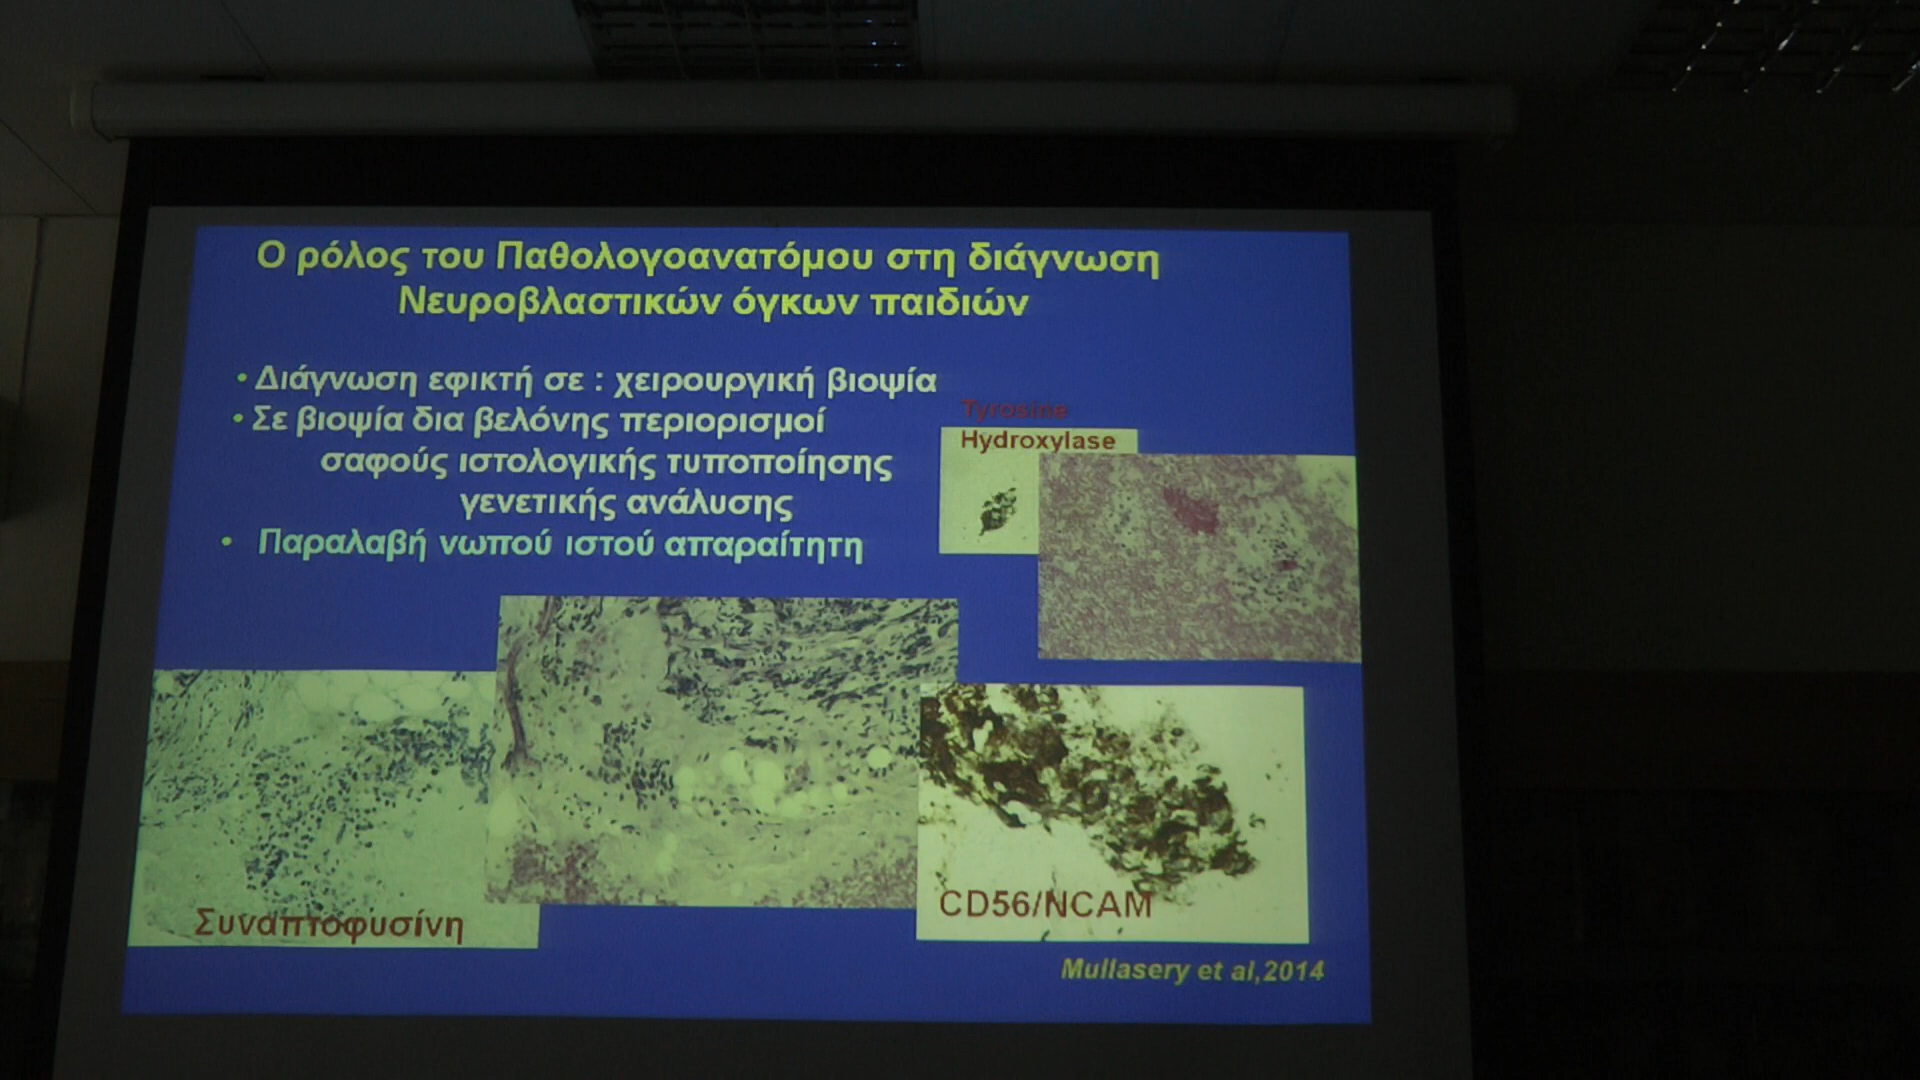 Ο ρόλος του Παθολογοανατόμου στη διάγνωση
Νευροβλαστικών όγκων παιδιών
• Διάγνωση εφικτή σε : χειρουργική βιοψία
• Σε βιοψία δια βελόνης περιορισμοί
σαφούς ιστολογικής τυποποίησης
γενετικής ανάλυσης
• Παραλαβή νωπού ιστού απαραίτητη
Tyrosine
Hydroxylase
Συναπτοφυσίνη
CD56/NCAM
Mullasery et al,2014